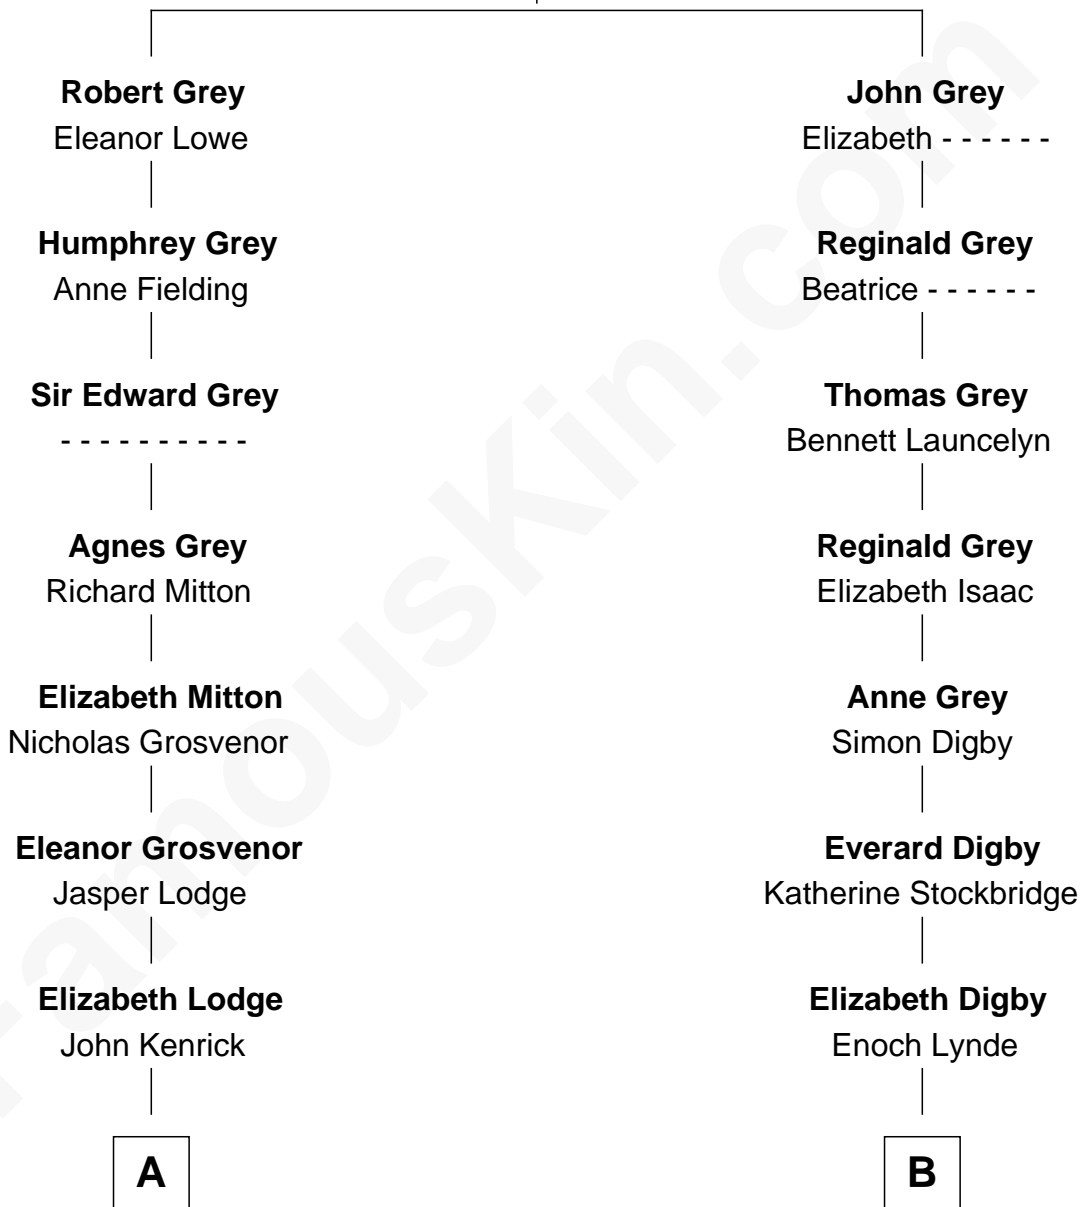 Robert Grey
Eleanor Lowe
John Grey
Elizabeth - - - - - -
Humphrey Grey
Anne Fielding
Reginald Grey
Beatrice - - - - - -
Sir Edward Grey
- - - - - - - - - -
Thomas Grey
Bennett Launcelyn
Agnes Grey
Richard Mitton
Reginald Grey
Elizabeth Isaac
Elizabeth Mitton
Nicholas Grosvenor
Anne Grey
Simon Digby
Eleanor Grosvenor
Jasper Lodge
Everard Digby
Katherine Stockbridge
Elizabeth Lodge
John Kenrick
Elizabeth Digby
Enoch Lynde
A
B
FamousKin.com